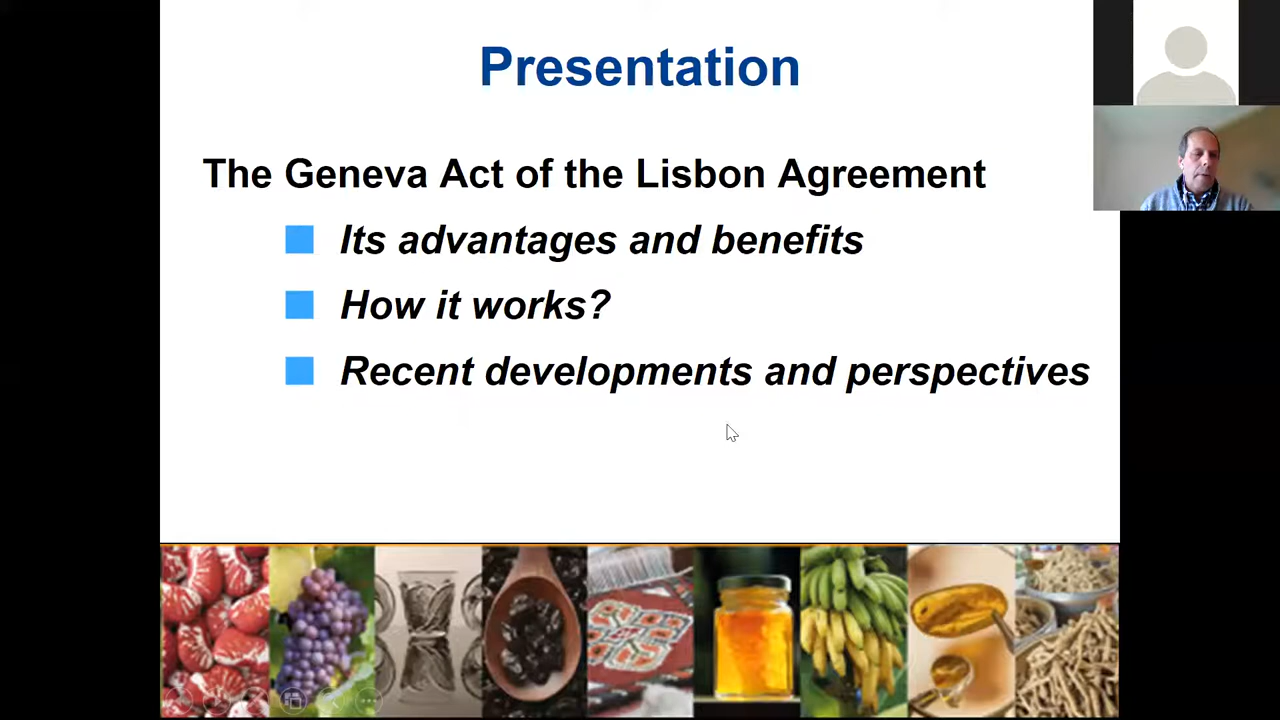 Presentation
The Geneva Act of the Lisbon Agreement
Its advantages and benefits
How it works?
Recent developments and perspectives